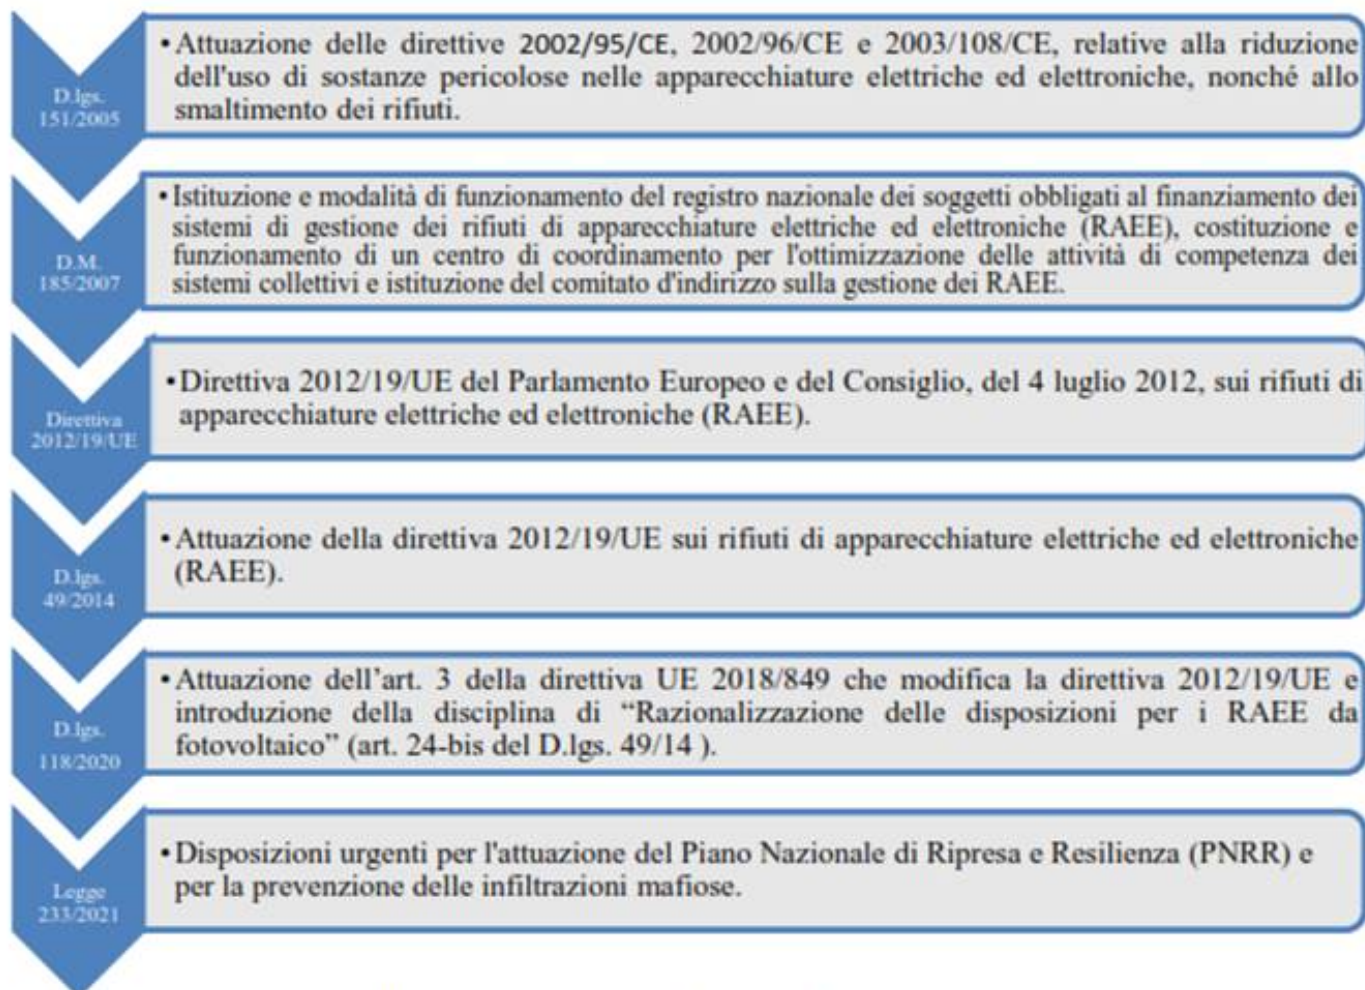 D.lgs.
151/2005
•Attuazione delle direttive 2002/95/CE, 2002/96/CE e 2003/108/CE, relative alla riduzione
dell'uso di sostanze pericolose nelle apparecchiature elettriche ed elettroniche, nonché allo
smaltimento dei rifiuti.
D.M.
185/2007
•Istituzione e modalità di funzionamento del registro nazionale dei soggetti obbligati al finanziamento dei
sistemi di gestione dei rifiuti di apparecchiature elettriche ed elettroniche (RAEE), costituzione e
funzionamento di un centro di coordinamento per l'ottimizzazione delle attività di competenza dei
sistemi collettivi e istituzione del comitato d'indirizzo sulla gestione dei RAEE.
Direttiva
2012/19/UE
•Direttiva 2012/19/UE del Parlamento Europeo e del Consiglio, del 4 luglio 2012, sui rifiuti di
apparecchiature elettriche ed elettroniche (RAEE).
D.lgs.
49/2014
•Attuazione della direttiva 2012/19/UE sui rifiuti di apparecchiature elettriche ed elettroniche
(RAEE).
D.lgs.
118/2020
•Attuazione dell’art. 3 della direttiva UE 2018/849 che modifica la direttiva 2012/19/UE e
introduzione della disciplina di “Razionalizzazione delle disposizioni per i RAEE da
fotovoltaico” (art. 24-bis del D.lgs. 49/14 ).
Legge
233/2021
•Disposizioni urgenti per l'attuazione del Piano Nazionale di Ripresa e Resilienza (PNRR) e
per la prevenzione delle infiltrazioni mafiose.